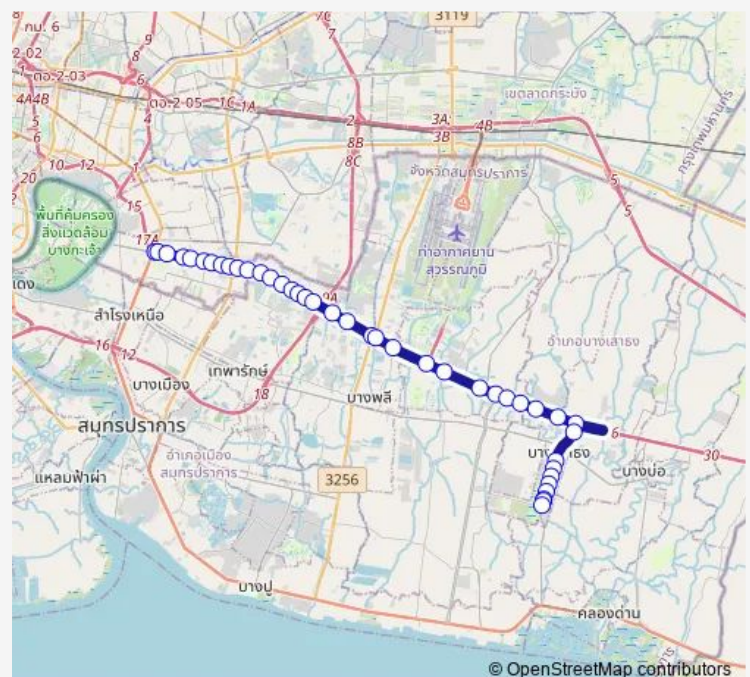 กม. 6
7C
3119
9
8
7
2-02
6
ตอ.2-03
4A4B
ตอ.2-05
1C
1A
4
2
3A;
3B
4B
เขตลาดกระบัง
5
6
8B
8C
10
12
1
20
15
5
5
จังหวัดสมุทรปราการ
พื้นที่คุ้มครอง
สิ่งแวดล้อม
บางกะเจ้า
17A
ท่าอากาศยาน
สุวรรณภูมิ
แดง
สำโรงเหนือ
9A
อำเภอบางเสาธง
16
12
บางเมือง
เทพารักษ์
18
บางพลี
สมุทรปราการ
6
30
บางบ่อ
แหลมฟ้าผ่า
อำเภอเมือง
สมุทรปราการ
3256
บางปู
คลองด่าน
© OpenStreetMap contributors